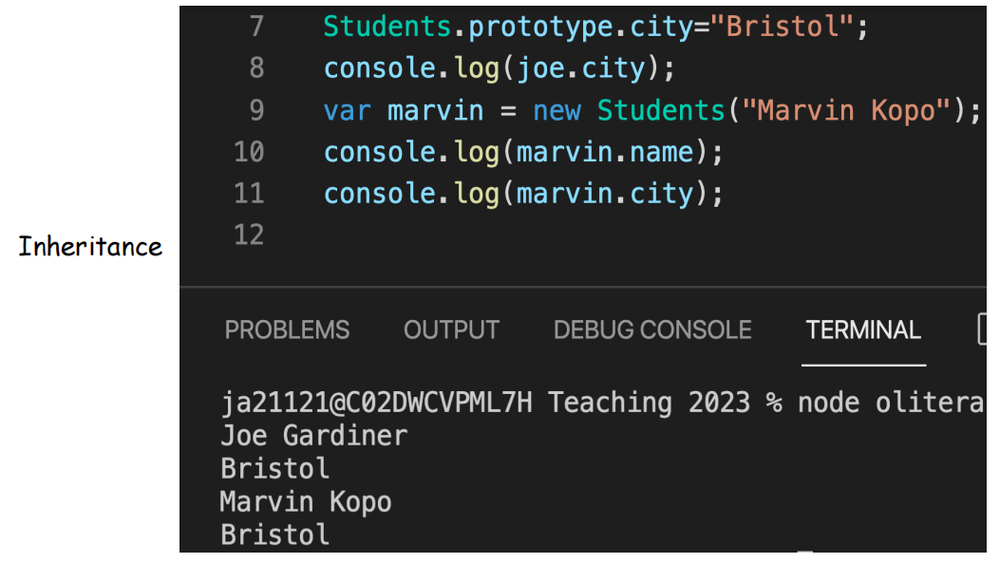 7 Students.prototype.city="Bristol";
8 console.log(joe.city);
9 var marvin = new Students("Marvin Kopo");
10 console.log(marvin.name);
11 console.log(marvin.city);
12
Inheritance
PROBLEMS OUTPUT DEBUG CONSOLE TERMINAL
ja21121@C02DWCVPML7H Teaching 2023 % node olitera
Joe Gardiner
Bristol
Marvin Kopo
Bristol